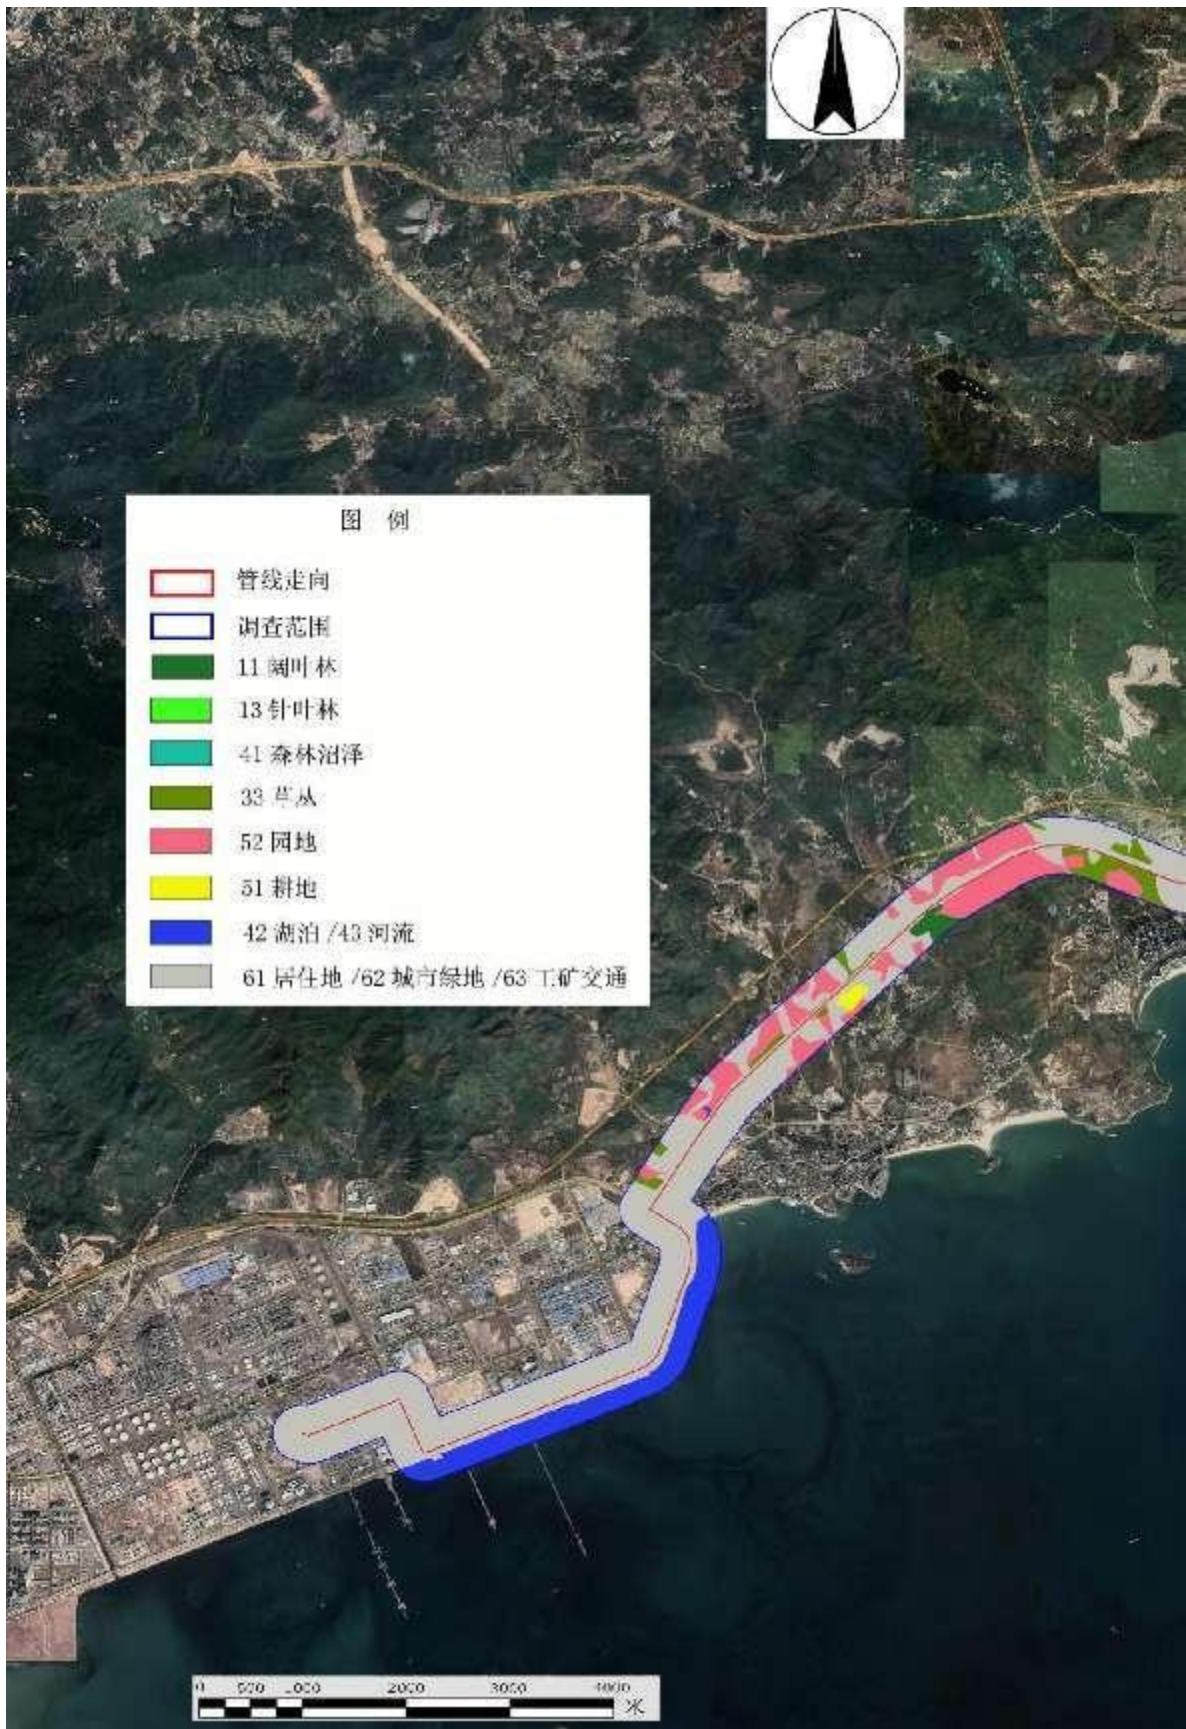 图 例
管线走向
调查范围
11 阔叶林
13 针叶林
41 森林沼泽
33 草丛
52 园地
51 耕地
42 湖泊 /43 河流
61 居住地 /62 城市绿地 /63 工矿交通
0 500 1000 2000 3000 4000
米